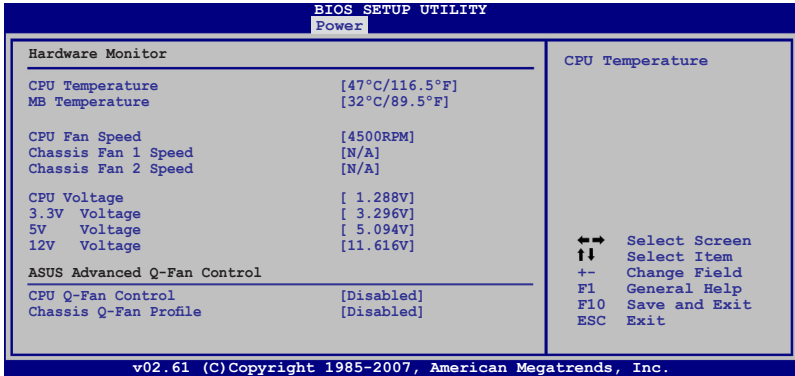 BIOS SETUP UTILITY
Power
Hardware Monitor
CPU Temperature [47°C/116.5°F]
MB Temperature [32°C/89.5°F]
CPU Fan Speed [4500RPM]
Chassis Fan 1 Speed [N/A]
Chassis Fan 2 Speed [N/A]
CPU Voltage [ 1.288V]
3.3V Voltage [ 3.296V]
5V Voltage [ 5.094V]
12V Voltage [11.616V]
ASUS Advanced Q-Fan Control
CPU Q-Fan Control [Disabled]
Chassis Q-Fan Profile [Disabled]
CPU Temperature
←→ Select Screen
↑↓ Select Item
+- Change Field
F1 General Help
F10 Save and Exit
ESC Exit
v02.61 (C)Copyright 1985-2007, American Megatrends, Inc.